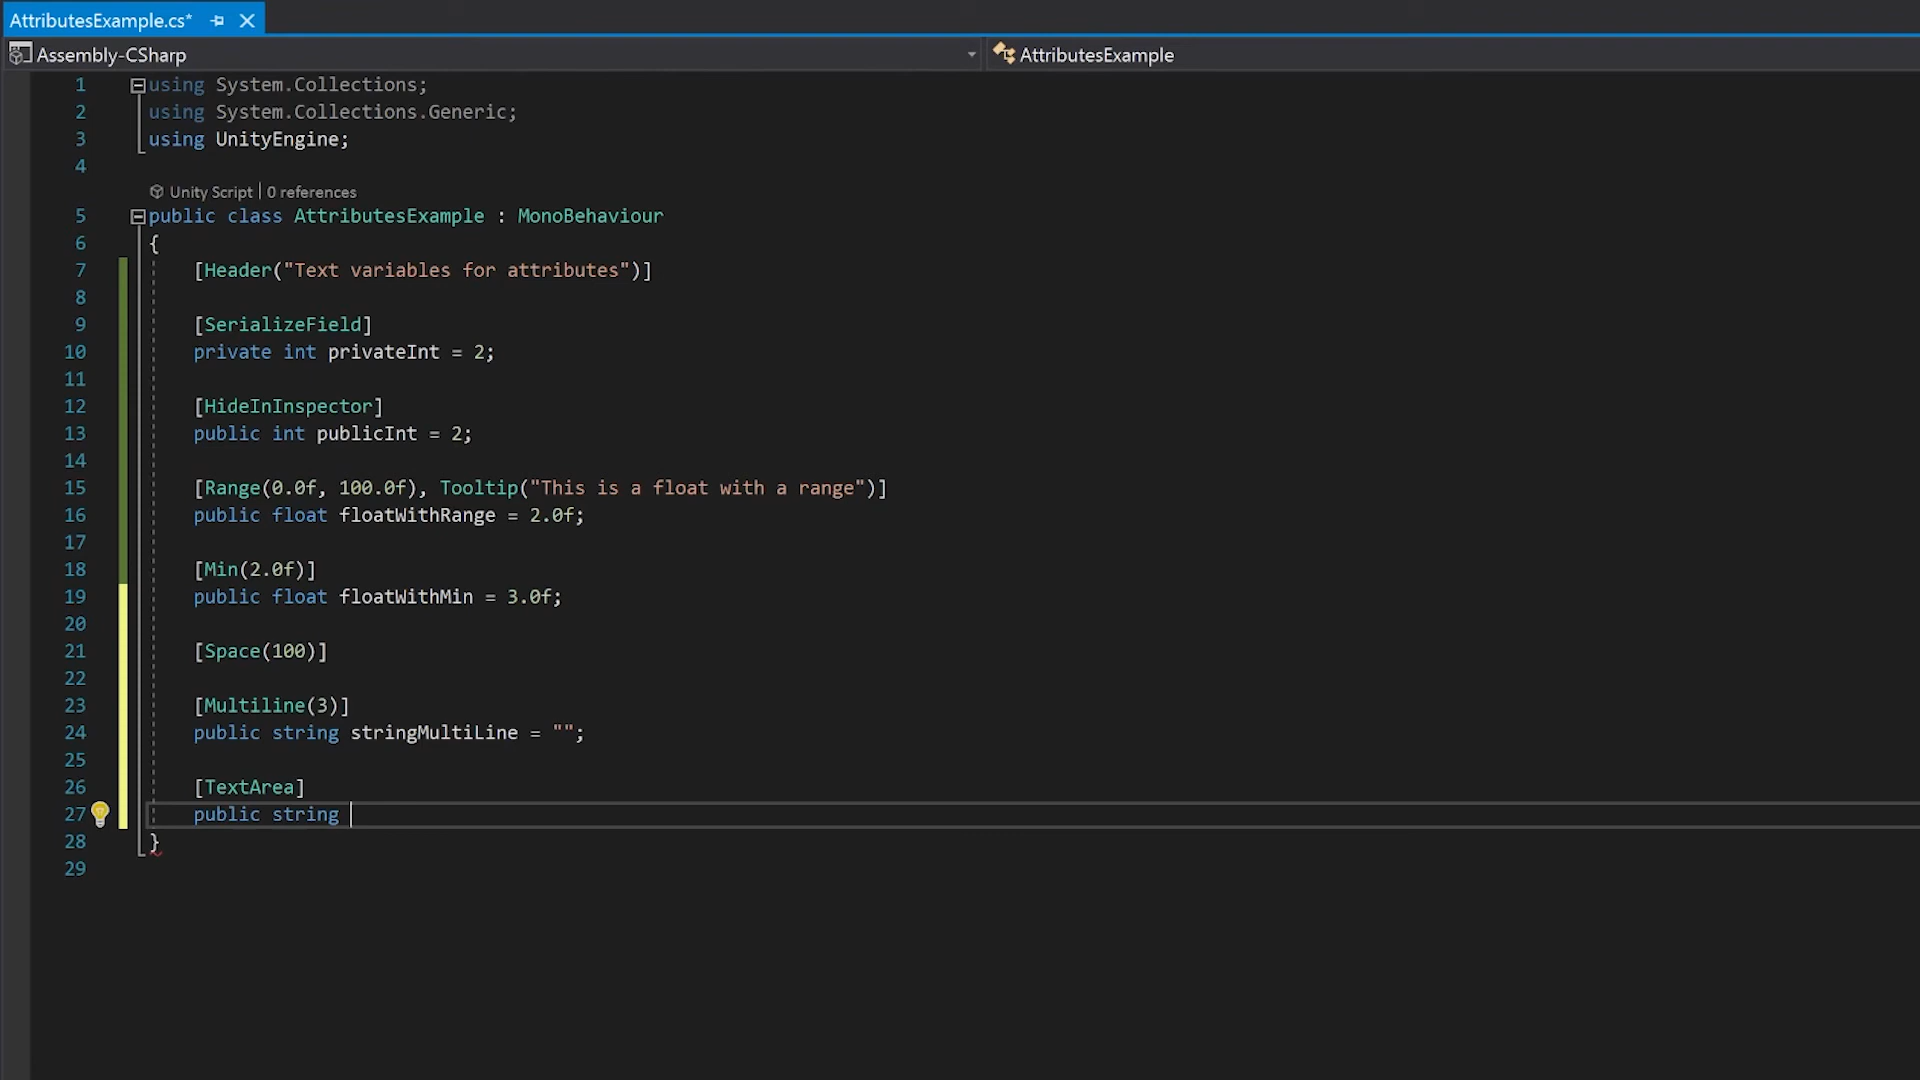 AttributesExample.cs*
Assembly-CSharp
AttributesExample
1 using System.Collections;
2 using System.Collections.Generic;
3 using UnityEngine;
4
Unity Script | 0 references
5 public class AttributesExample : MonoBehaviour
6 {
7 [Header("Text variables for attributes")]
8
9 [SerializeField]
10 private int privateInt = 2;
11
12 [HideInInspector]
13 public int publicInt = 2;
14
15 [Range(0.0f, 100.0f), Tooltip("This is a float with a range")]
16 public float floatWithRange = 2.0f;
17
18 [Min(2.0f)]
19 public float floatWithMin = 3.0f;
20
21 [Space(100)]
22
23 [Multiline(3)]
24 public string stringMultiLine = "";
25
26 [TextArea]
27 public string
28 }
29